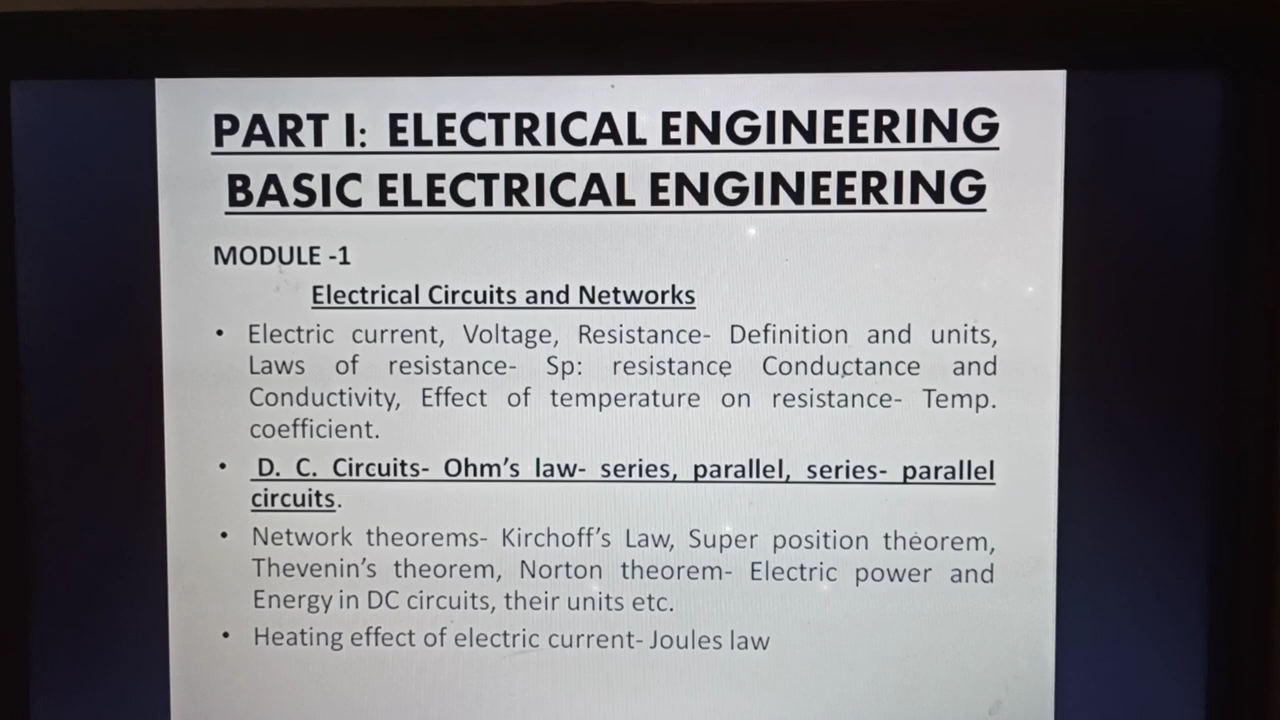 PART I: ELECTRICAL ENGINEERING
BASIC ELECTRICAL ENGINEERING
MODULE -1
Electrical Circuits and Networks
• Electric current, Voltage, Resistance- Definition and units,
Laws of resistance- Sp: resistance Conductance and
Conductivity, Effect of temperature on resistance- Temp.
coefficient.
• D. C. Circuits- Ohm's law- series, parallel, series- parallel
circuits.
• Network theorems- Kirchoff's Law, Super position theorem,
Thevenin's theorem, Norton theorem- Electric power and
Energy in DC circuits, their units etc.
• Heating effect of electric current- Joules law